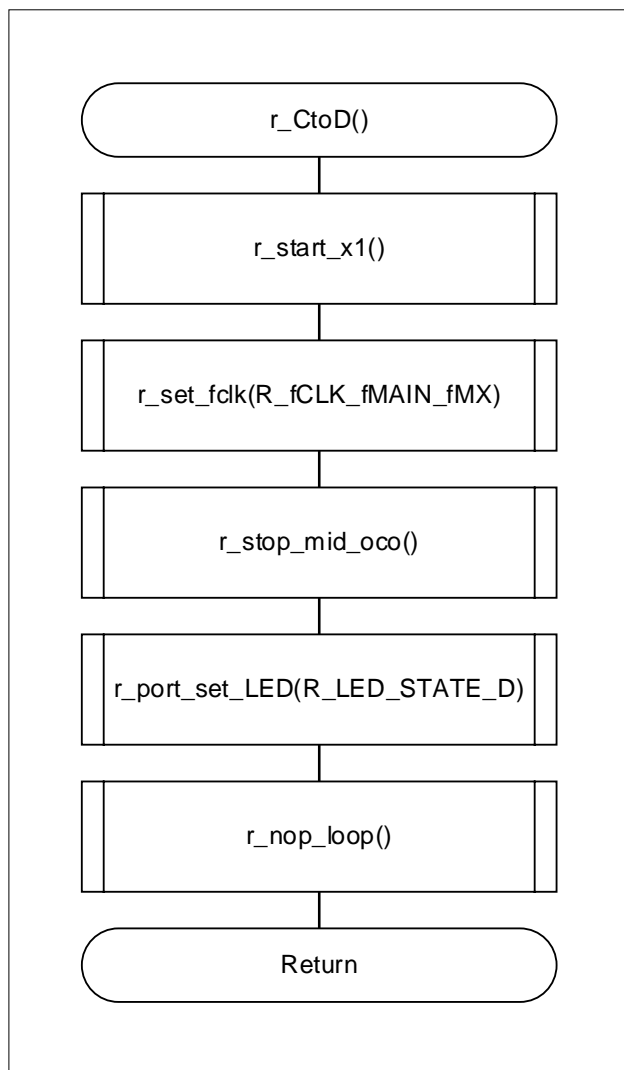 r_CtoD()
r_start_x1()
r_set_fclk(R_fCLK_fMAIN_fMX)
r_stop_mid_oco()
r_port_set_LED(R_LED_STATE_D)
r_nop_loop()
Return